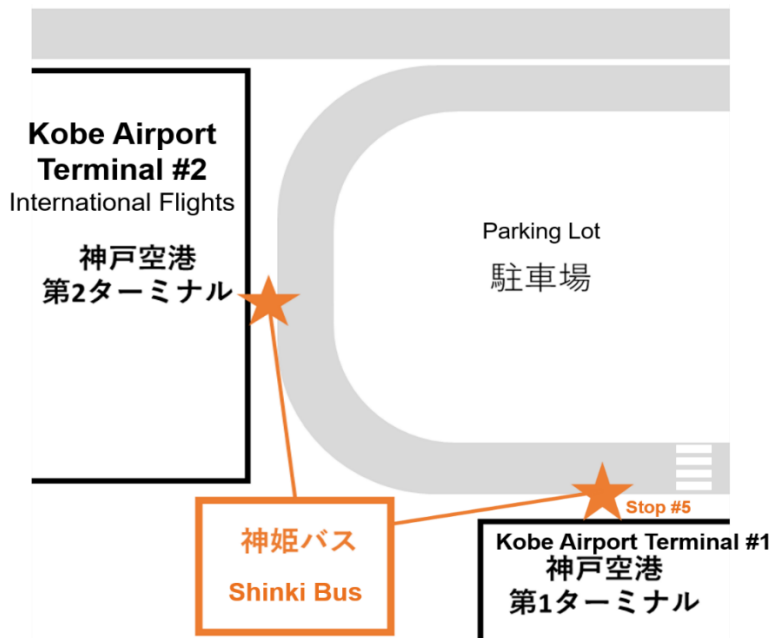 Kobe Airport
Terminal #2
International Flights
神戸空港
第2ターミナル
Parking Lot
駐車場
神姫バス
Shinki Bus
Stop #5
Kobe Airport Terminal #1
神戸空港
第1ターミナル